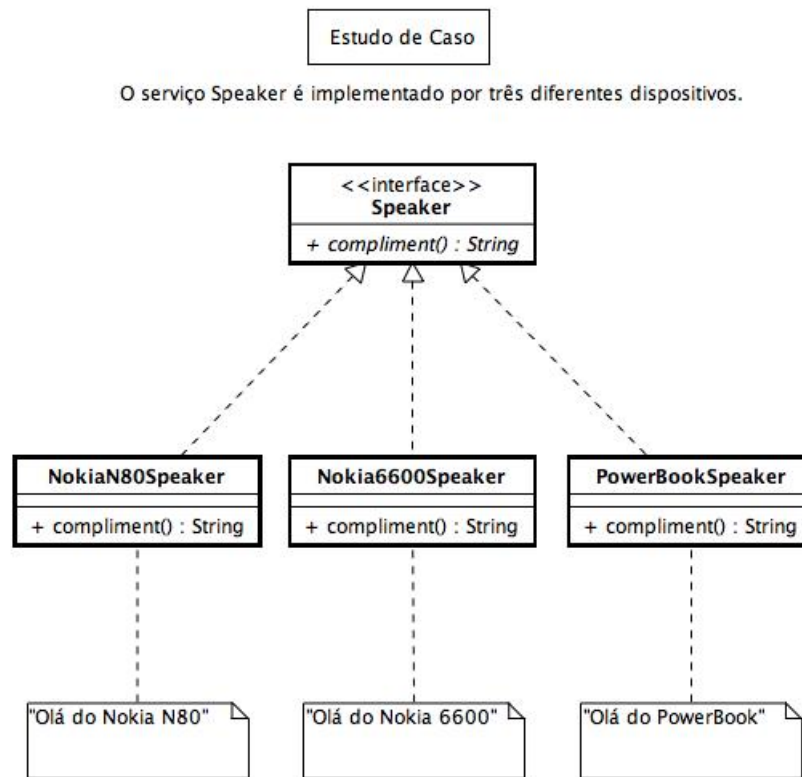 Estudo de Caso
O serviço Speaker é implementado por três diferentes dispositivos.
<<interface>>
Speaker
+ compliment() : String
NokiaN80Speaker
+ compliment() : String
Nokia6600Speaker
+ compliment() : String
PowerBookSpeaker
+ compliment() : String
"Olá do Nokia N80"
"Olá do Nokia 6600"
"Olá do PowerBook"